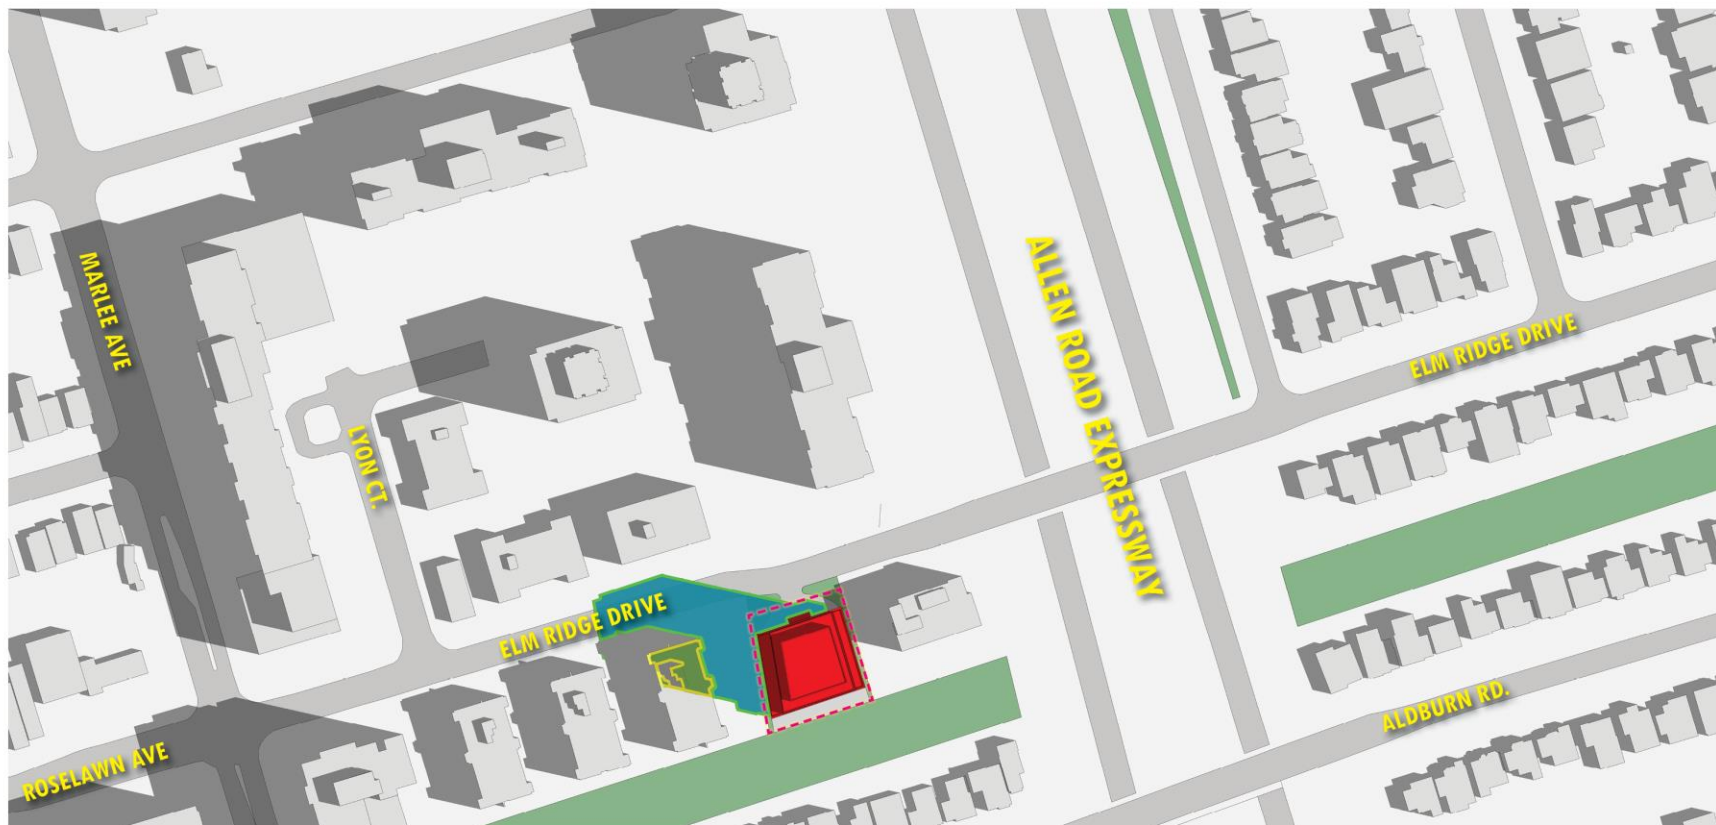 MARLEE AVE
ALLEN ROAD EXPRESSWAY
ELM RIDGE DRIVE
LYON CT.
ELM RIDGE DRIVE
ALDBURN RD.
ROSELAWN AVE